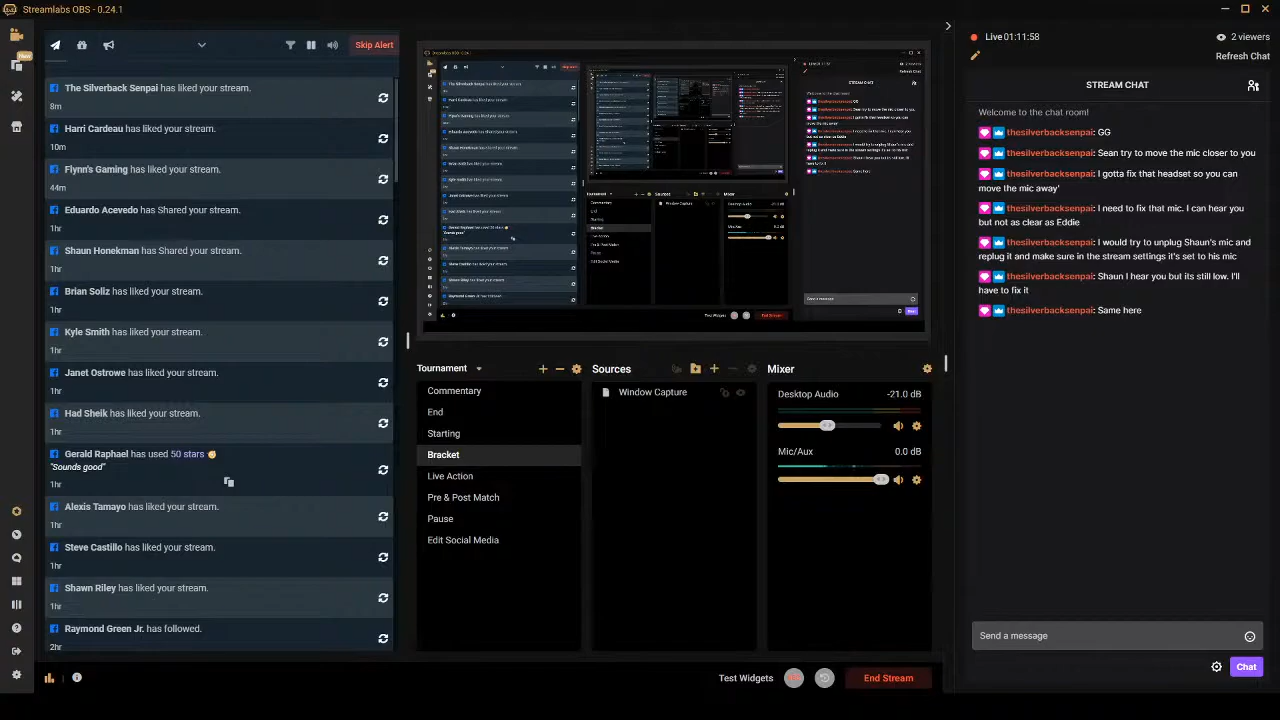 Streamlabs OBS - 0.24.1
New
Skip Alert
The Silverback Senpai has liked your stream.
8m
Harri Cameron has liked your stream.
10m
Flynn's Gaming has liked your stream.
44m
Edxardo Acevedo has Shared your stream.
1hr
Shaun Honekman has Shared your stream.
1hr
Brian Soliz has liked your stream.
1hr
Kyle Smith has liked your stream.
1hr
Janet Ostrowe has liked your stream.
1hr
Had Sheik has liked your stream.
1hr
Gerald Raphael has used 50 stars
"Sounds good"
1hr
Alexis Tamayo has liked your stream.
1hr
Steve Castillo has liked your stream.
1hr
Shawn Riley has liked your stream.
1hr
Raymond Green Jr. has followed.
2hr
Tournament
Commentary
End
Starting
Bracket
Live Action
Pre & Post Match
Pause
Edit Social Media
Sources
Window Capture
Mixer
Desktop Audio -21.0 dB
Mic/Aux 0.0 dB
Test Widgets
End Stream
Live 01:11:58 2 viewers
Refresh Chat
STREAM CHAT
Welcome to the chat room!
thesilverbacksenpai: GG
thesilverbacksenpai: Sean try to move the mic closer to you
thesilverbacksenpai: I gotta fix that headset so you can
move the mic away'
thesilverbacksenpai: I need to fix that mic. I can hear you
but not as clear as Eddie
thesilverbacksenpai: I would try to unplug Shaun's mic and
replug it and make sure in the stream settings it's set to his mic
thesilverbacksenpai: Shaun I hear you but its still low. I'll
have to fix it
thesilverbacksenpai: Same here
Send a message
Chat